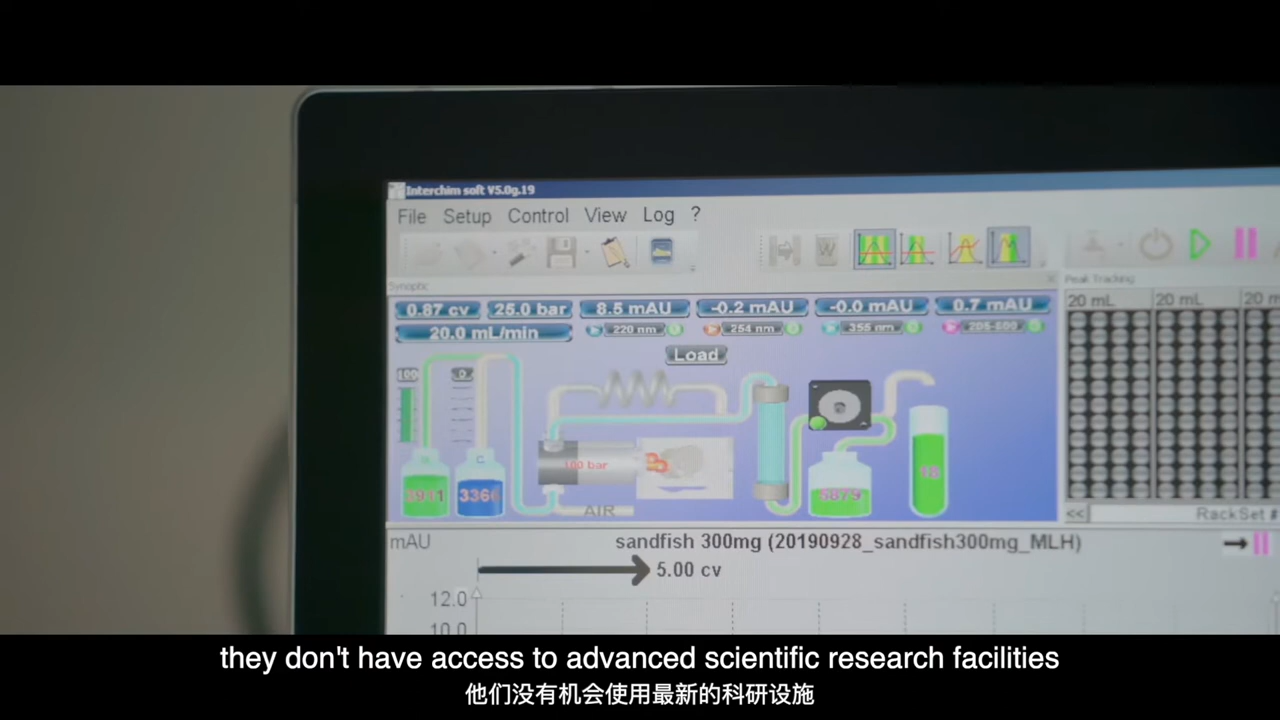 Interchim soft V5.0g.19
File Setup Control View Log ?
Synoptic
Peak Tracking
0.87 cv 25.0 bar 8.5 mAU -0.2 mAU -0.0 mAU 0.7 mAU
20.0 mL/min 220 nm 254 nm 355 nm 205-600
20 mL 20 mL 20 m
Load
100 0
100 bar
C
3366
5879
18
AIR
<< RackSet #
mAU sandfish 300mg (20190928_sandfish300mg_MLH)
5.00 cv
12.0
10.0
they don't have access to advanced scientific research facilities
他们没有机会使用最新的科研设施